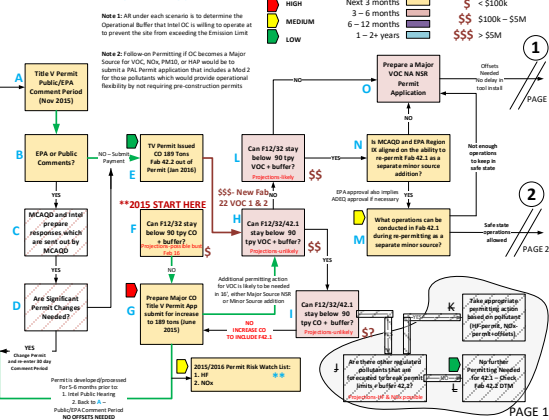 Note 1: AR under each scenario is to determine the
Operational Buffer that Intel OC is willing to operate at
to prevent the site from exceeding the Emission Limit
Note 2: Follow-on Permitting if OC becomes a Major
Source for VOC, NOx, PM10, or HAP would be to
submit a PAL Permit application that includes a Mod 2
for those pollutants which would provide operational
flexibility by not requiring pre-construction permits
HIGH
MEDIUM
LOW
Next 3 months
3 – 6 months
6 – 12 months
1 – 2+ years
$ < $100k
$$ $100k – $5M
$$$ > $5M
A
Title V Permit
Public/EPA
Comment Period
(Nov 2015)
B
EPA or Public
Comments?
NO – Submit
Payment
YES
C
MCAQD and Intel
prepare
responses which
are sent out by
MCAQD
YES
D
Are Significant
Permit Changes
Needed?
YES
Change Permit
and re-enter 30 day
Comment Period
E
TV Permit Issued
CO 189 Tons
Fab 42.2 out of
Permit (Jan 2016)
**2015 START HERE
F
Can F12/32 stay
below 90 tpy CO
+ buffer?
$
NO
G
Prepare Major CO
Title V Permit App
submit for increase
to 189 tons (June
2015)
2015/2016 Permit Risk Watch List:
1. HF
2. NOx
**
Permit is developed/processed
For 5-6 months prior to
1. Intel Public Hearing
2. Back to A –
Public/EPA Comment Period
NO OFFSETS NEEDED
L
Can F12/32 stay
below 90 tpy
VOC + buffer?
Projections-likely
$$
NO
YES
$$$- New Fab
22 VOC 1 & 2
NO
H
Can F12/32/42.1
stay below 90
tpy VOC + buffer?
Projections-likely
$$
YES
Additional permitting action
for VOC is likely to be needed
in 16', either Major Source NSR
or Minor Source addition
I
Can F12/32/42.1
stay below 90
tpy CO + buffer?
$?
NO
INCREASE CO
TO INCLUDE F42.1
O
Prepare a Major
VOC NA NSR
Permit
Application
Offsets
Needed
No delay in
tool install
1
PAGE
NO
N
Is MCAQD and EPA Region
IX aligned on the ability to
re-permit Fab 42.1 as a
separate minor source
addition?
Not enough
operations
to keep in
safe state
EPA approval also implies
ADEQ approval if necessary
YES
M
What operations can be
conducted in Fab 42.1
during re-permitting as a
separate minor source?
Safe state
operations
allowed
2
PAGE 2
K
Take appropriate
permitting action
based on pollutant
(HF-permit, NOx-
permit+offsets)
J
Are there other regulated
pollutants that are
forecasted to break permit
limits + buffer 42.2?
Projections-HF & NOx possible
L
No further
Permitting Needed
for 42.1 – Check
Fab 42.2 DTM
PAGE